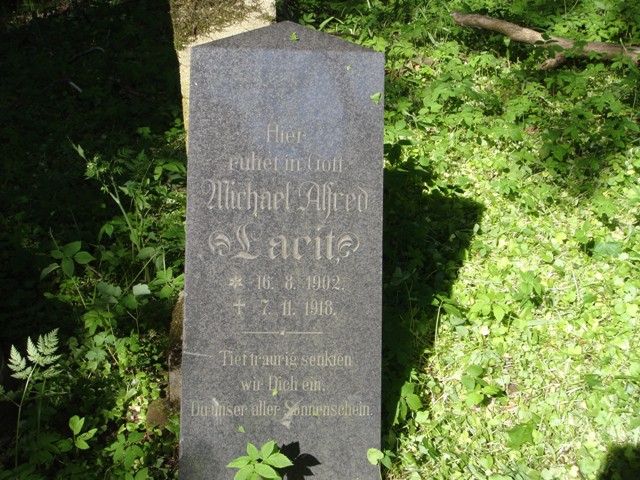 Hier
ruhet in Gott
Michael Alfred
Lacit
* 16. 8. 1902.
† 7. 11. 1918.
Tieftraurig senkten
wir Dich ein,
Du unser aller Sonnenschein.